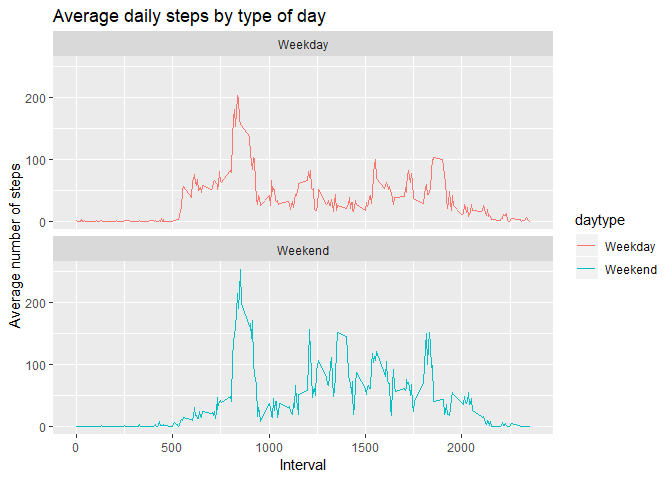 Average daily steps by type of day
Weekday
200
100
0
Weekend
200
100
0
0
500
1000
1500
2000
Interval
Average number of steps
daytype
Weekday
Weekend